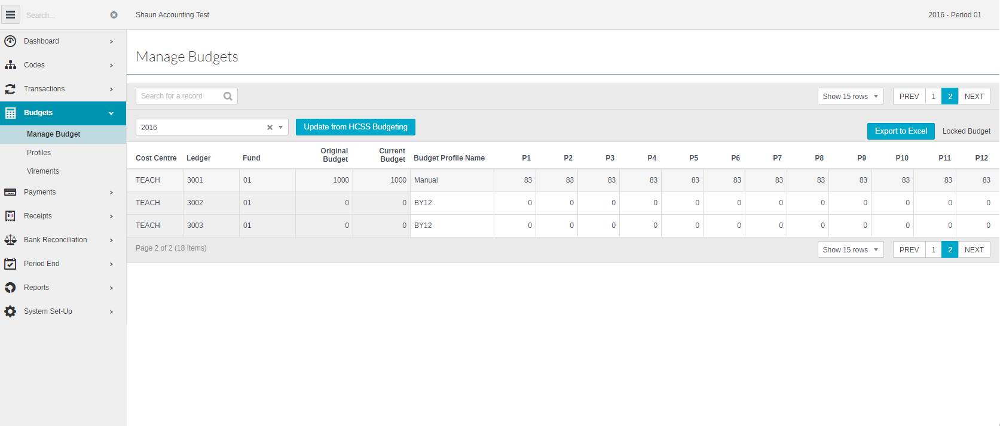 Search...
Shaun Accounting Test
2016 - Period 01
Dashboard
Codes
Transactions
Budgets
Manage Budget
Profiles
Virements
Payments
Receipts
Bank Reconciliation
Period End
Reports
System Set-Up
Manage Budgets
Search for a record
Show 15 rows PREV 1 2 NEXT
2016 Update from HCSS Budgeting
Export to Excel Locked Budget
Cost Centre Ledger Fund Original Budget Current Budget Budget Profile Name P1 P2 P3 P4 P5 P6 P7 P8 P9 P10 P11 P12
TEACH 3001 01 1000 1000 Manual 83 83 83 83 83 83 83 83 83 83 83 83
TEACH 3002 01 0 0 BY12 0 0 0 0 0 0 0 0 0 0 0 0
TEACH 3003 01 0 0 BY12 0 0 0 0 0 0 0 0 0 0 0 0
Page 2 of 2 (18 Items)
Show 15 rows PREV 1 2 NEXT